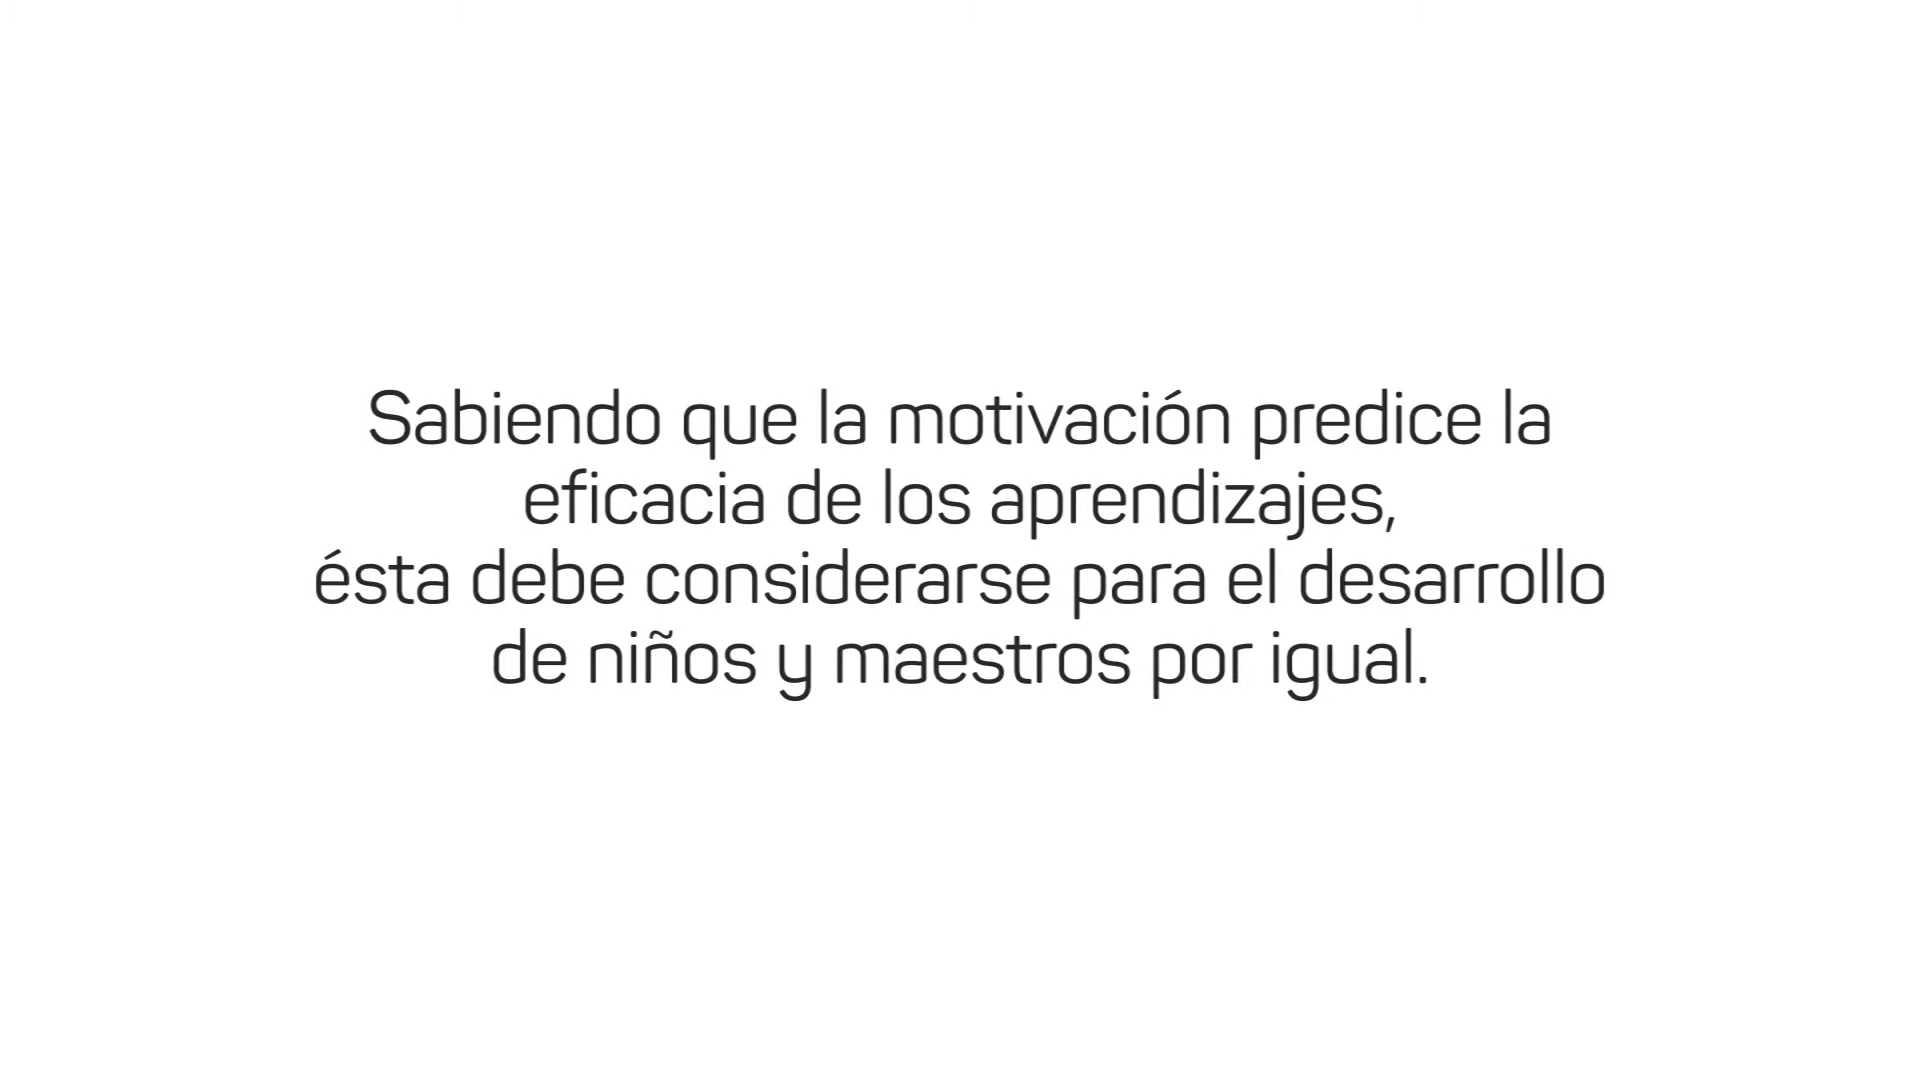 Sabiendo que la motivación predice la
eficacia de los aprendizajes,
ésta debe considerarse para el desarrollo
de niños y maestros por igual.